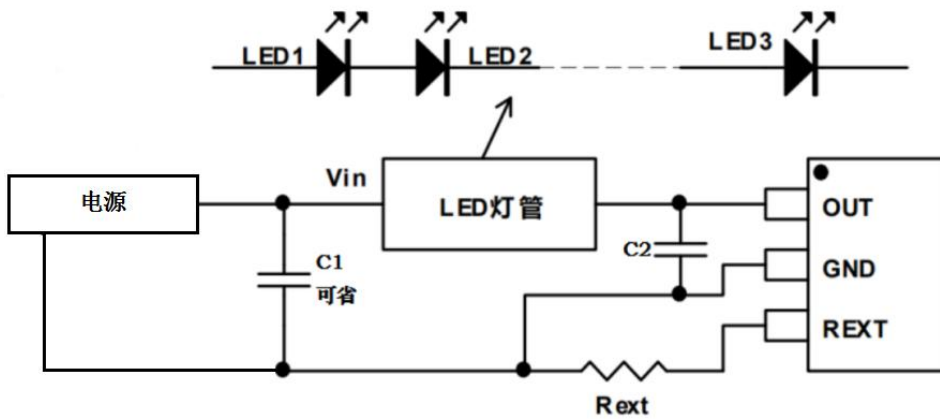 LED1
LED2
LED3
Vin
电源
LED灯管
OUT
C1
可省
C2
GND
REXT
Rext